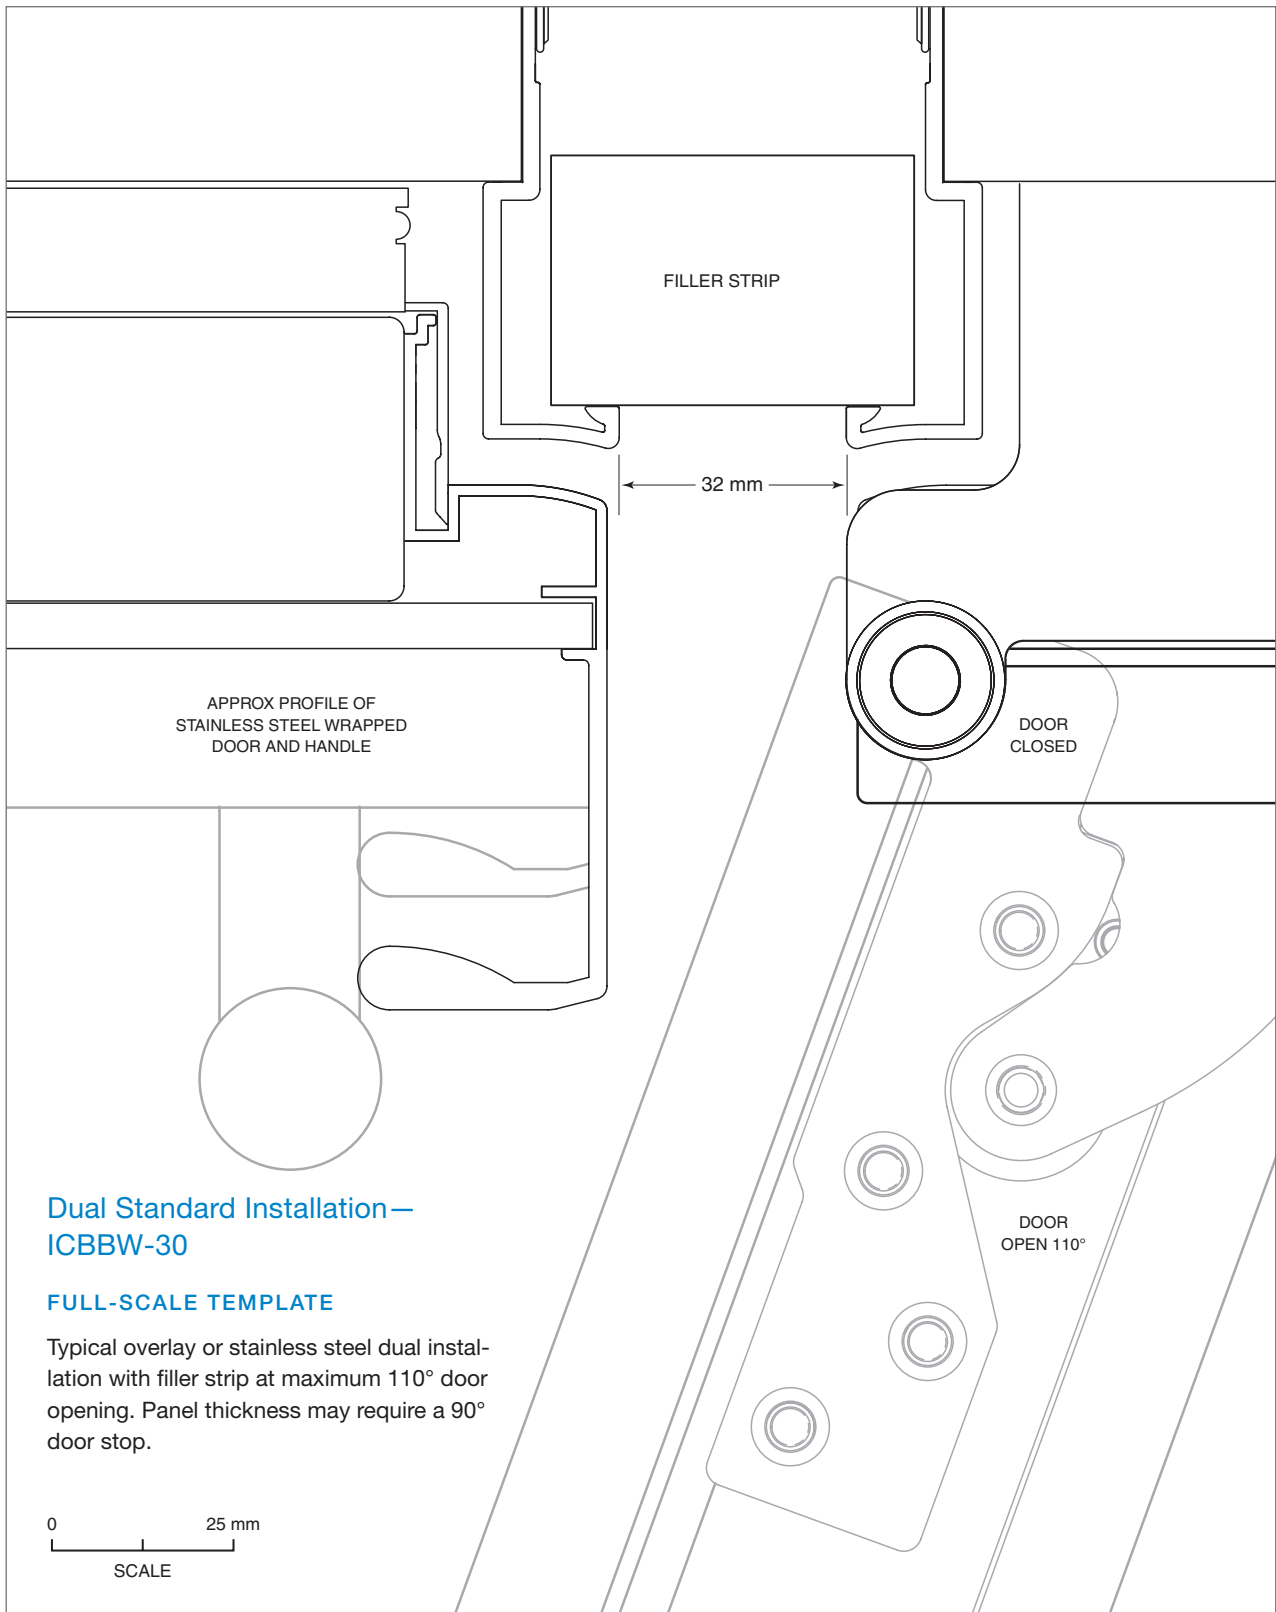 FILLER STRIP
32 mm
APPROX PROFILE OF
STAINLESS STEEL WRAPPED
DOOR AND HANDLE
DOOR
CLOSED
DOOR
OPEN 110°
Dual Standard Installation—
ICBBW-30
FULL-SCALE TEMPLATE
Typical overlay or stainless steel dual instal-
lation with filler strip at maximum 110° door
opening. Panel thickness may require a 90°
door stop.
0 25 mm
SCALE